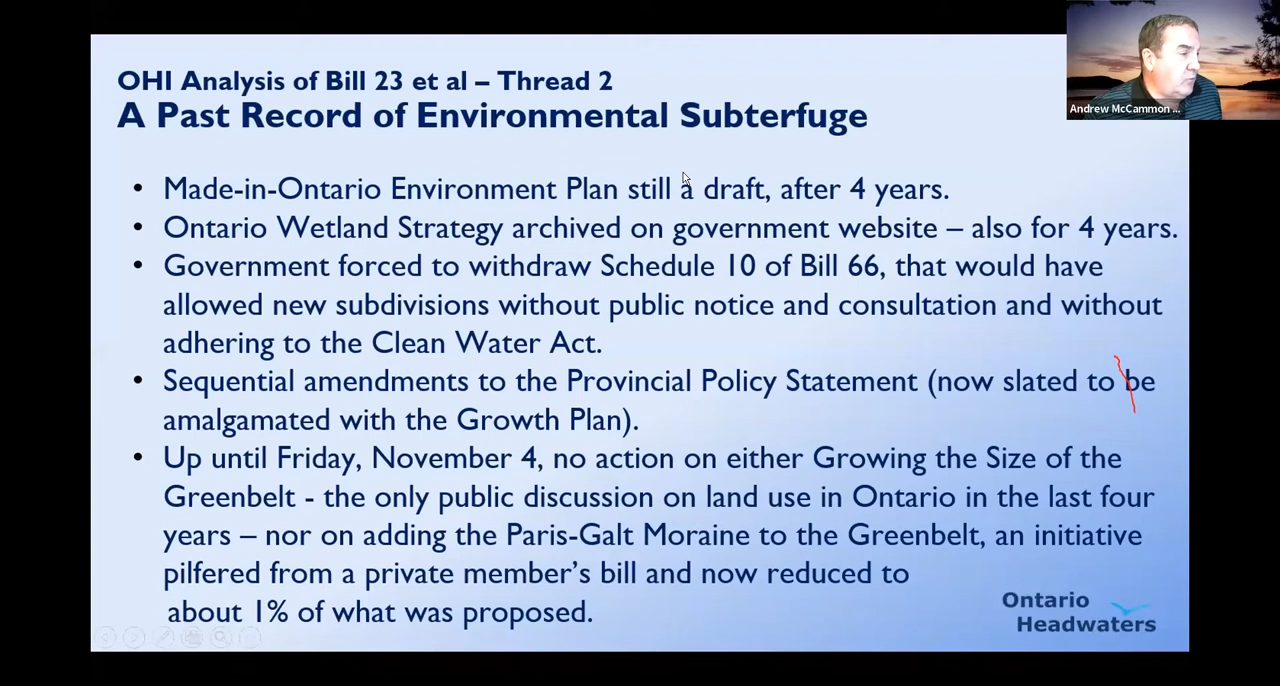 OHI Analysis of Bill 23 et al – Thread 2
A Past Record of Environmental Subterfuge
• Made-in-Ontario Environment Plan still a draft, after 4 years.
• Ontario Wetland Strategy archived on government website – also for 4 years.
• Government forced to withdraw Schedule 10 of Bill 66, that would have
allowed new subdivisions without public notice and consultation and without
adhering to the Clean Water Act.
• Sequential amendments to the Provincial Policy Statement (now slated to be
amalgamated with the Growth Plan).
• Up until Friday, November 4, no action on either Growing the Size of the
Greenbelt - the only public discussion on land use in Ontario in the last four
years – nor on adding the Paris-Galt Moraine to the Greenbelt, an initiative
pilfered from a private member’s bill and now reduced to
about 1% of what was proposed.
Ontario
Headwaters
Andrew McCammon ...